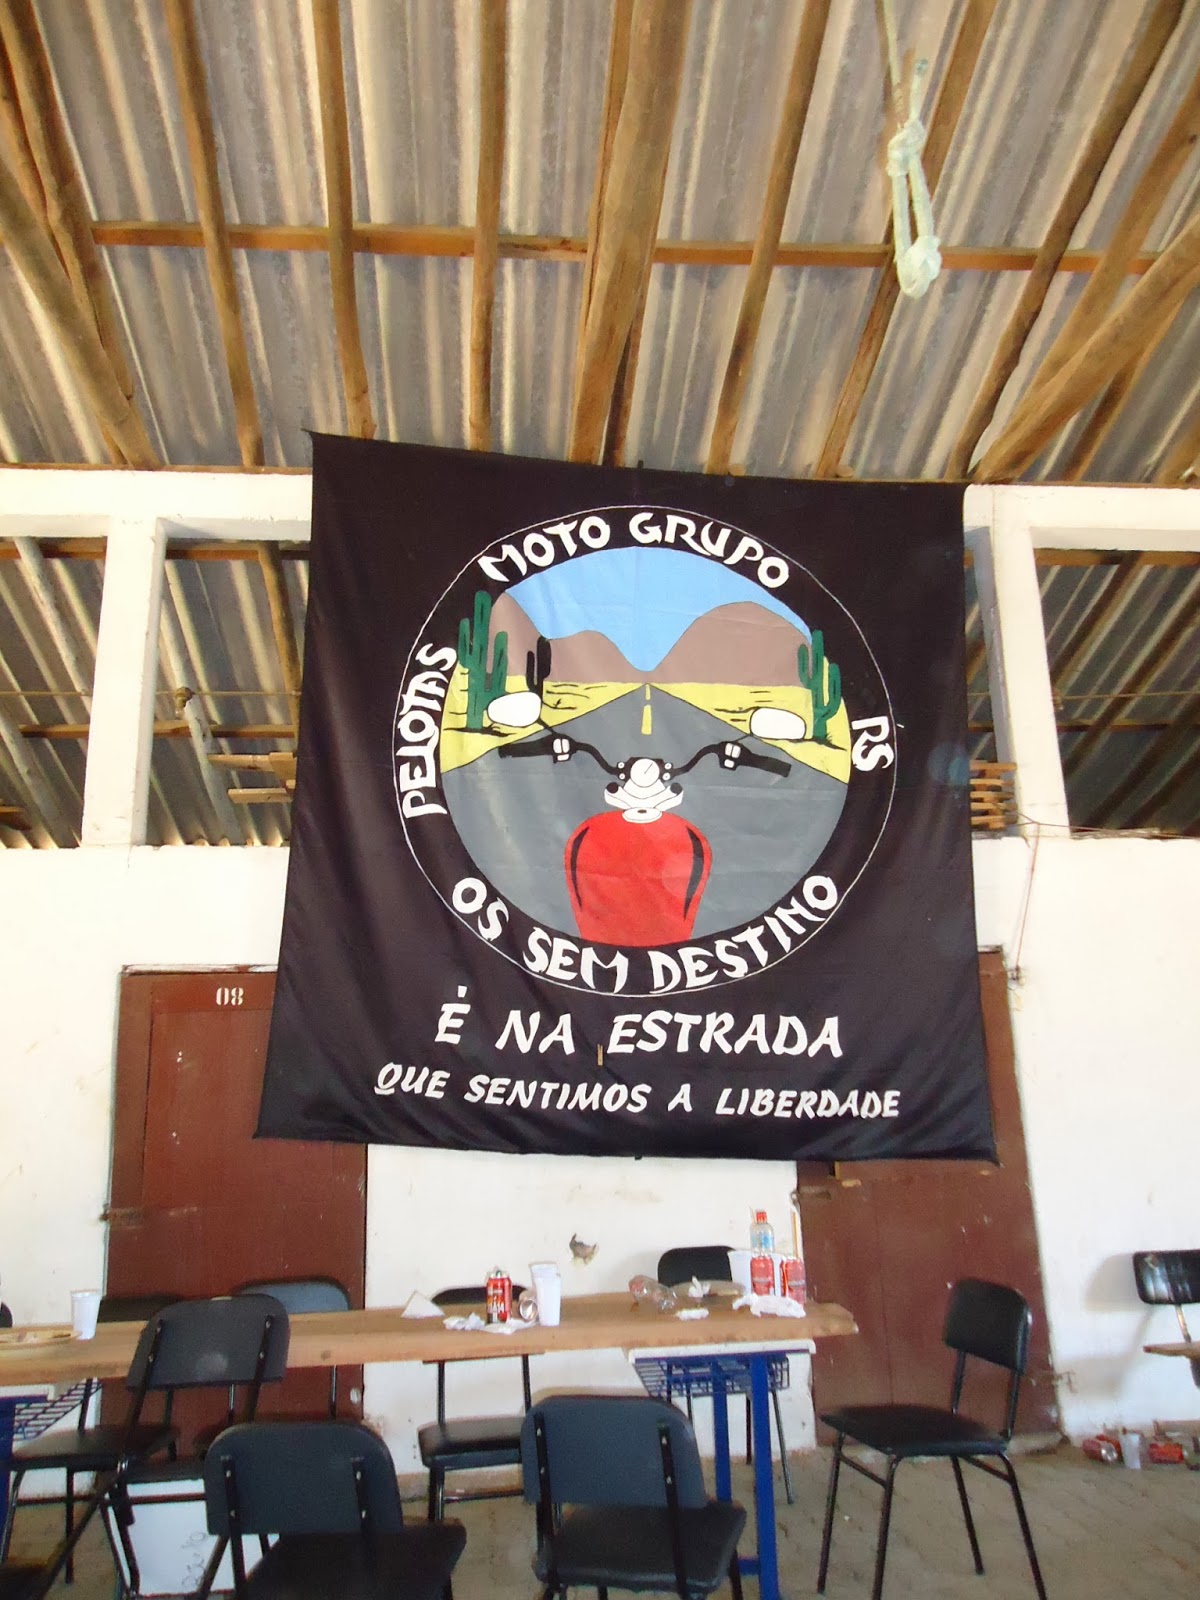 MOTO GRUPO
PELOTAS
RS
OS SEM DESTINO
É NA ESTRADA
QUE SENTIMOS A LIBERDADE
08